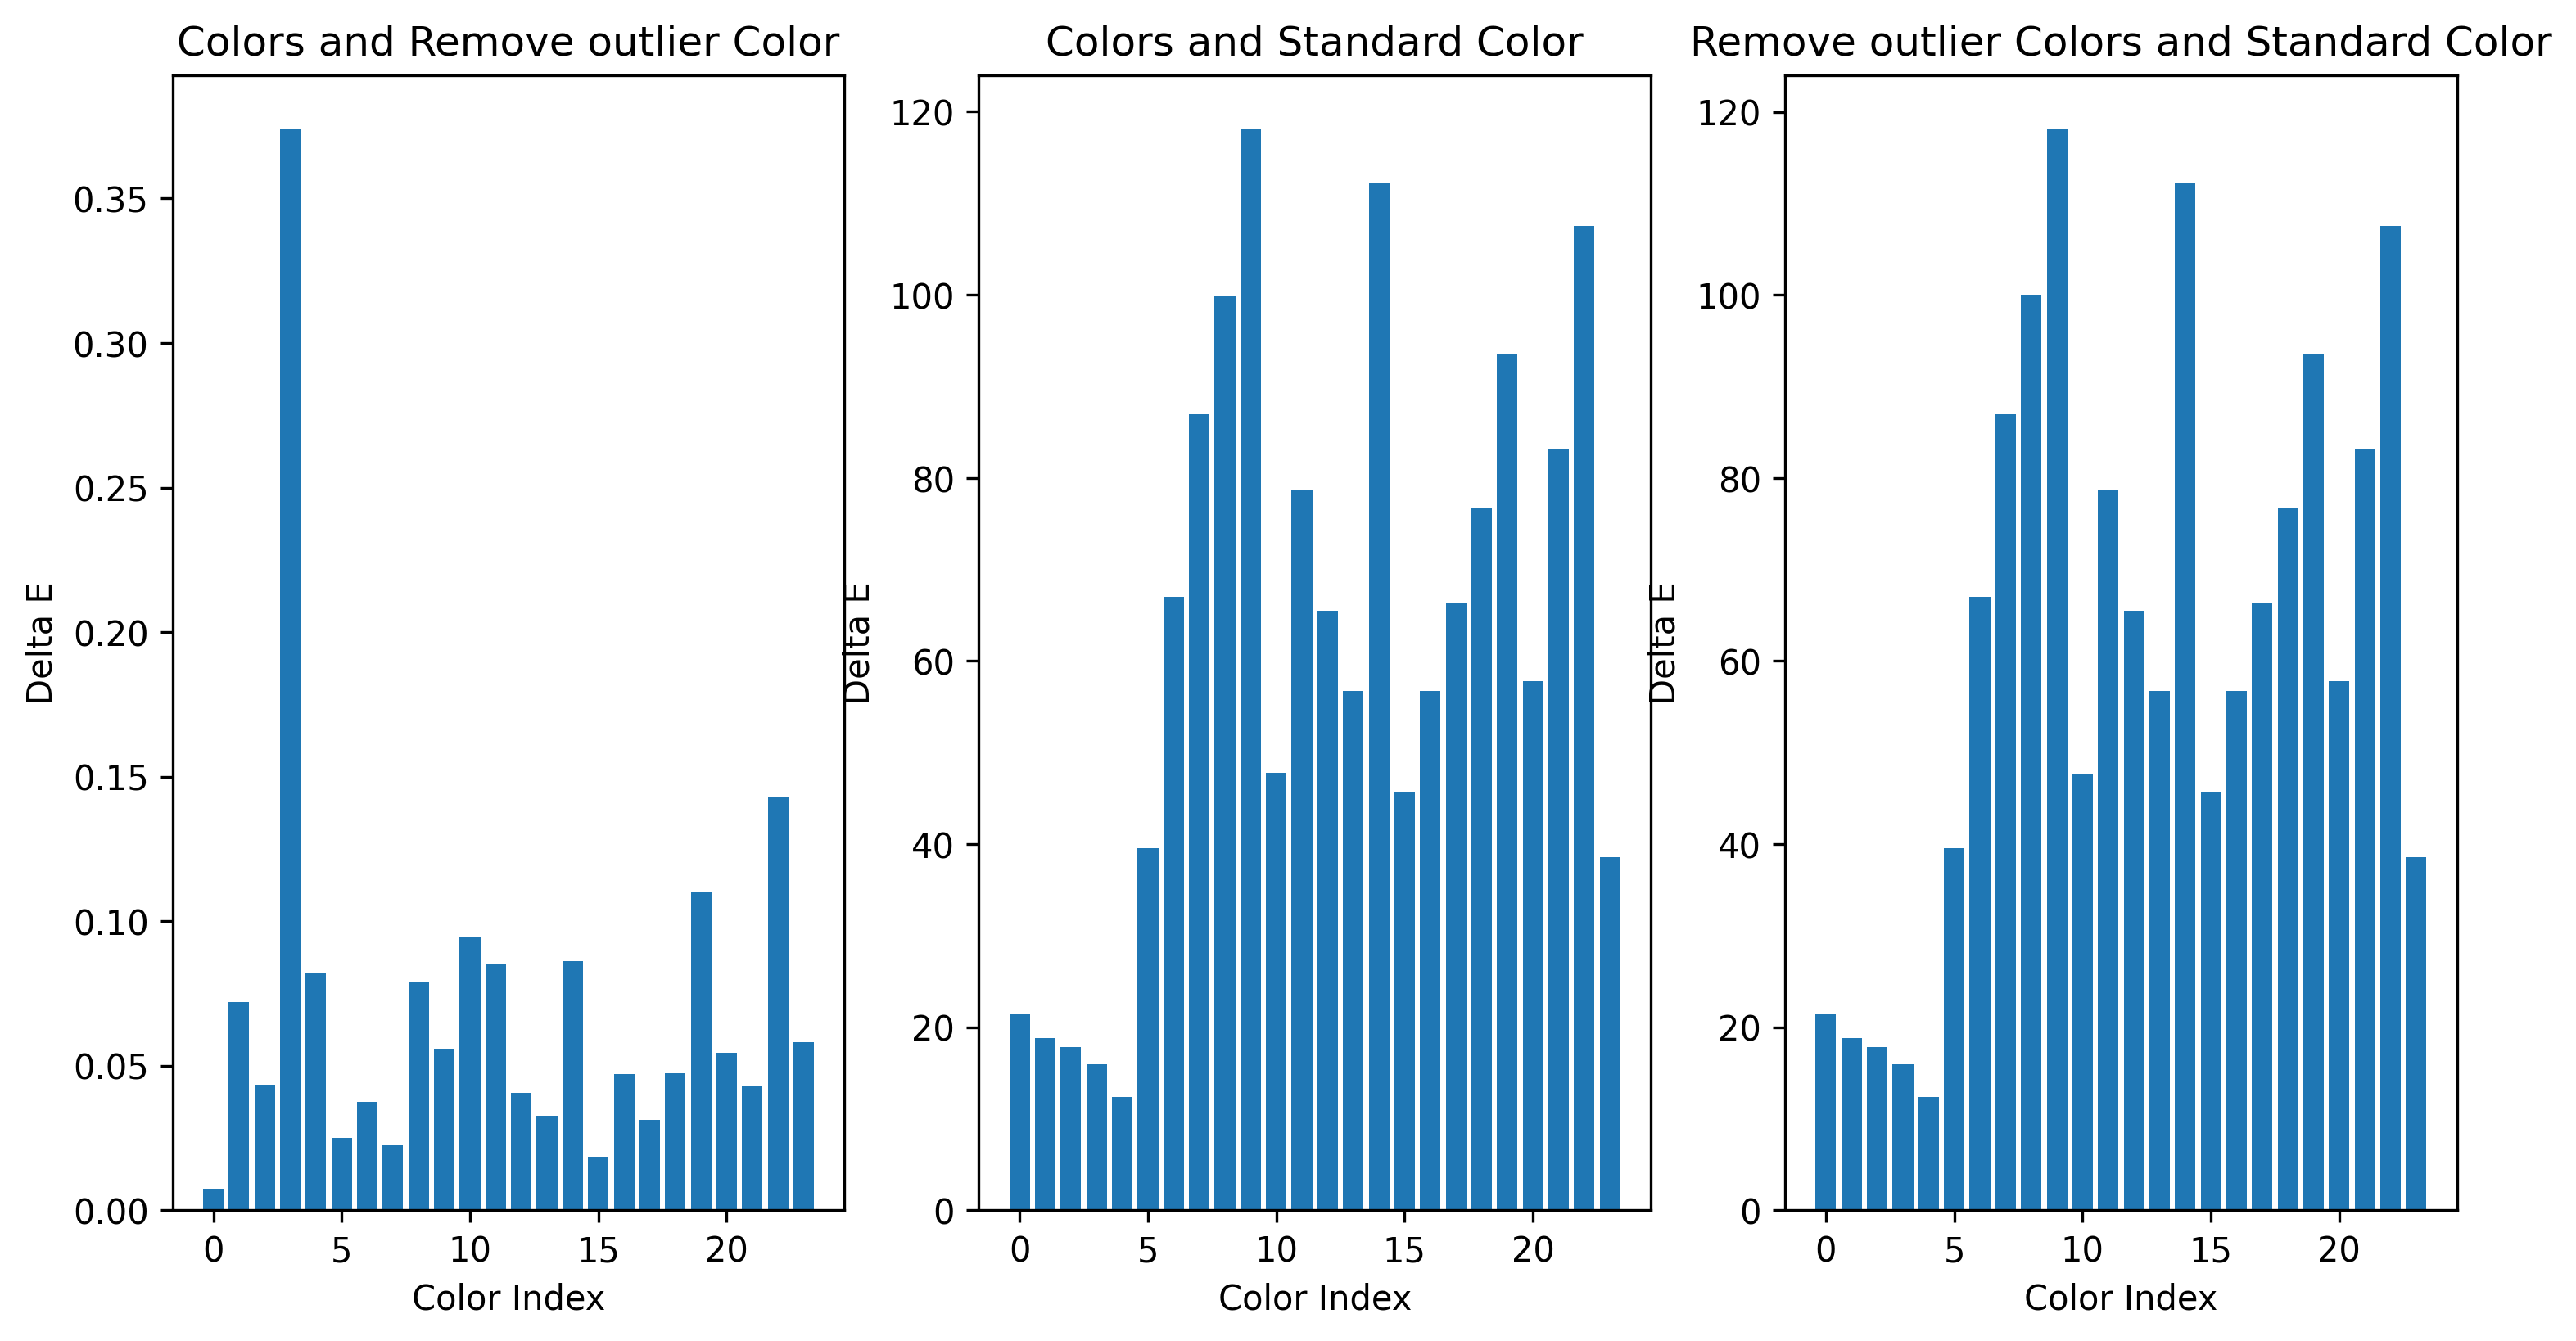 Colors and Remove outlier Color
Delta E
0.35
0.30
0.25
0.20
0.15
0.10
0.05
0.00
0 5 10 15 20
Color Index
Colors and Standard Color
Delta E
120
100
80
60
40
20
0
0 5 10 15 20
Color Index
Remove outlier Colors and Standard Color
Delta E
120
100
80
60
40
20
0
0 5 10 15 20
Color Index